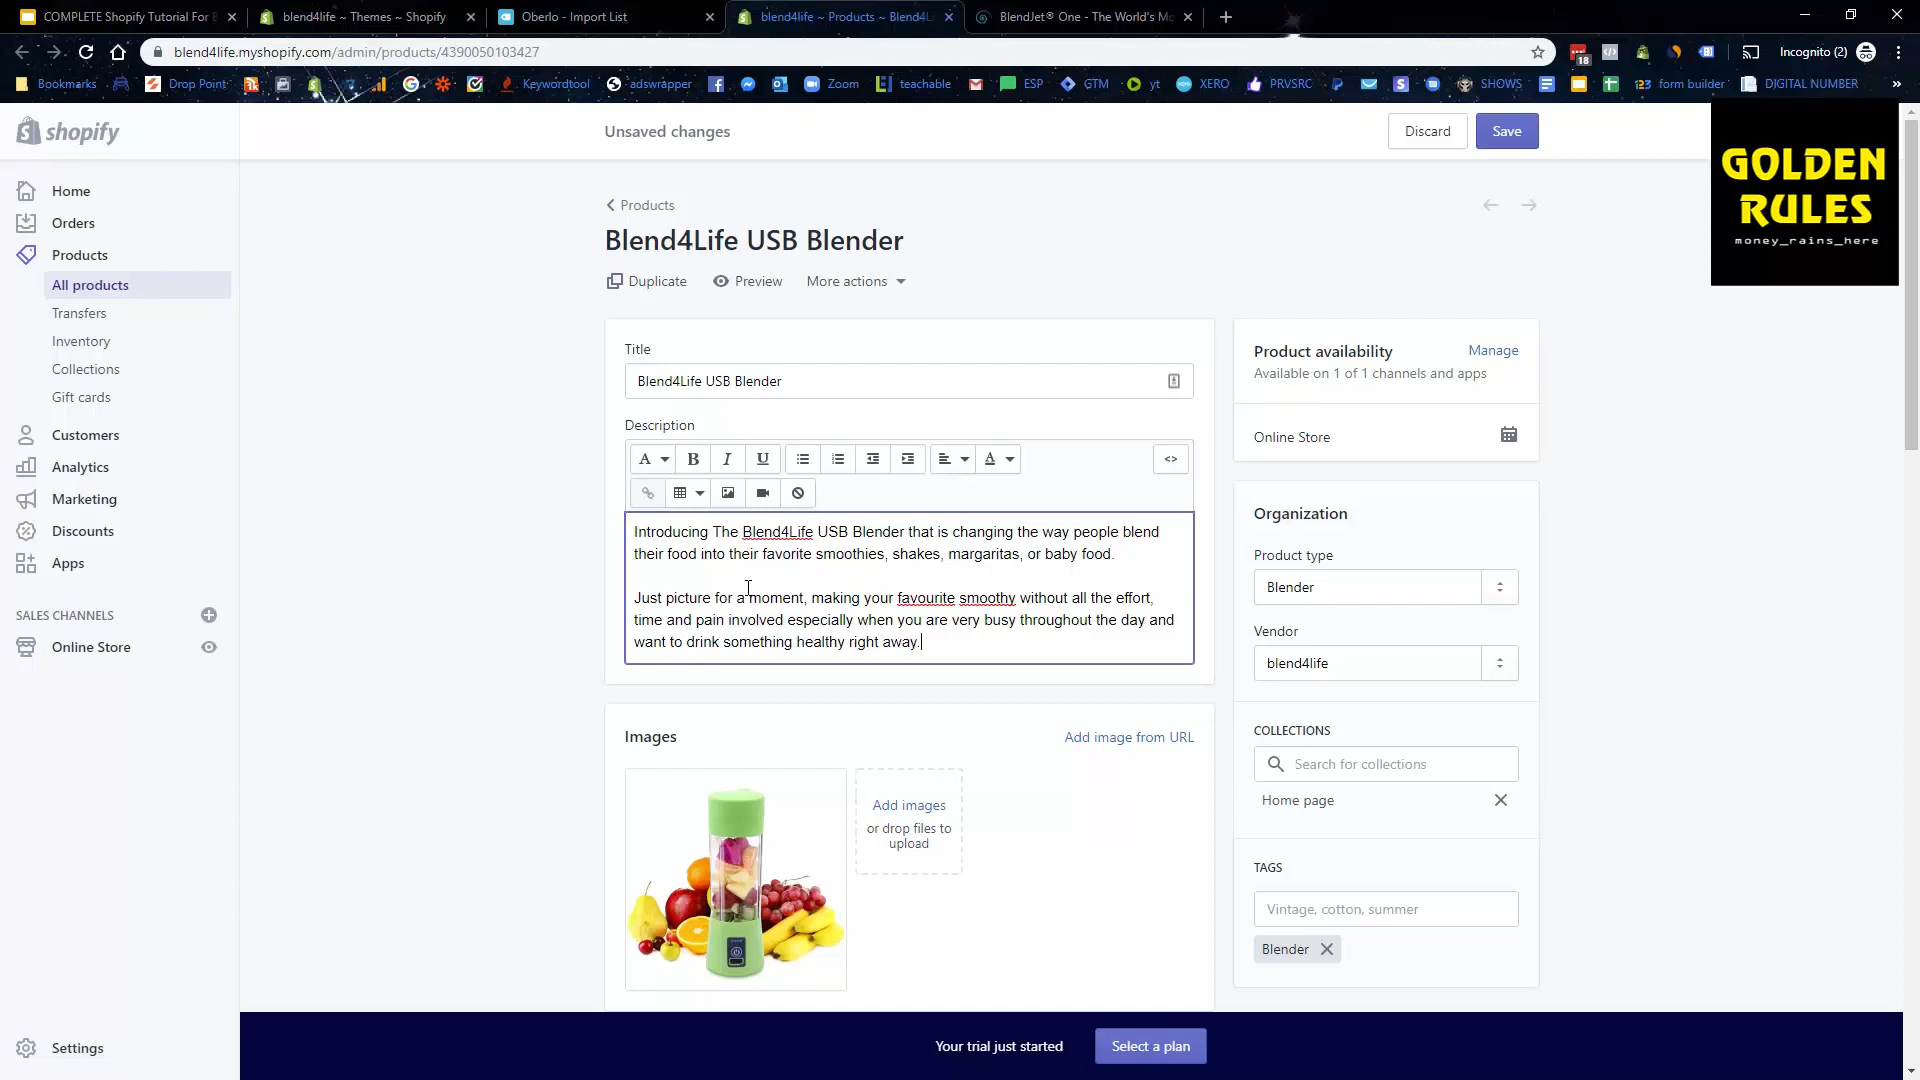 COMPLETE Shopify Tutorial For B
blend4life ~ Themes ~ Shopify
Oberlo - Import List
blend4life ~ Products ~ Blend4L
BlendJet® One - The World's Mo
blend4life.myshopify.com/admin/products/4390050103427
18
Incognito (2)
Bookmarks
Drop Point
Keywordtool
adswrapper
Zoom
teachable
ESP
GTM
yt
XERO
PRVSRC
SHOWS
123 form builder
DIGITAL NUMBER
»
shopify
Unsaved changes
Discard
Save
GOLDEN
RULES
money_rains_here
Home
Orders
Products
All products
Transfers
Inventory
Collections
Gift cards
Customers
Analytics
Marketing
Discounts
Apps
SALES CHANNELS
Online Store
Settings
Products
Blend4Life USB Blender
Duplicate
Preview
More actions
Title
Blend4Life USB Blender
Description
A
B
I
U
A
<>
Introducing The Blend4Life USB Blender that is changing the way people blend
their food into their favorite smoothies, shakes, margaritas, or baby food.
Just picture for a moment, making your favourite smoothy without all the effort,
time and pain involved especially when you are very busy throughout the day and
want to drink something healthy right away.
Images
Add image from URL
Add images
or drop files to
upload
Product availability
Manage
Available on 1 of 1 channels and apps
Online Store
Organization
Product type
Blender
Vendor
blend4life
COLLECTIONS
Search for collections
Home page
TAGS
Vintage, cotton, summer
Blender
Your trial just started
Select a plan